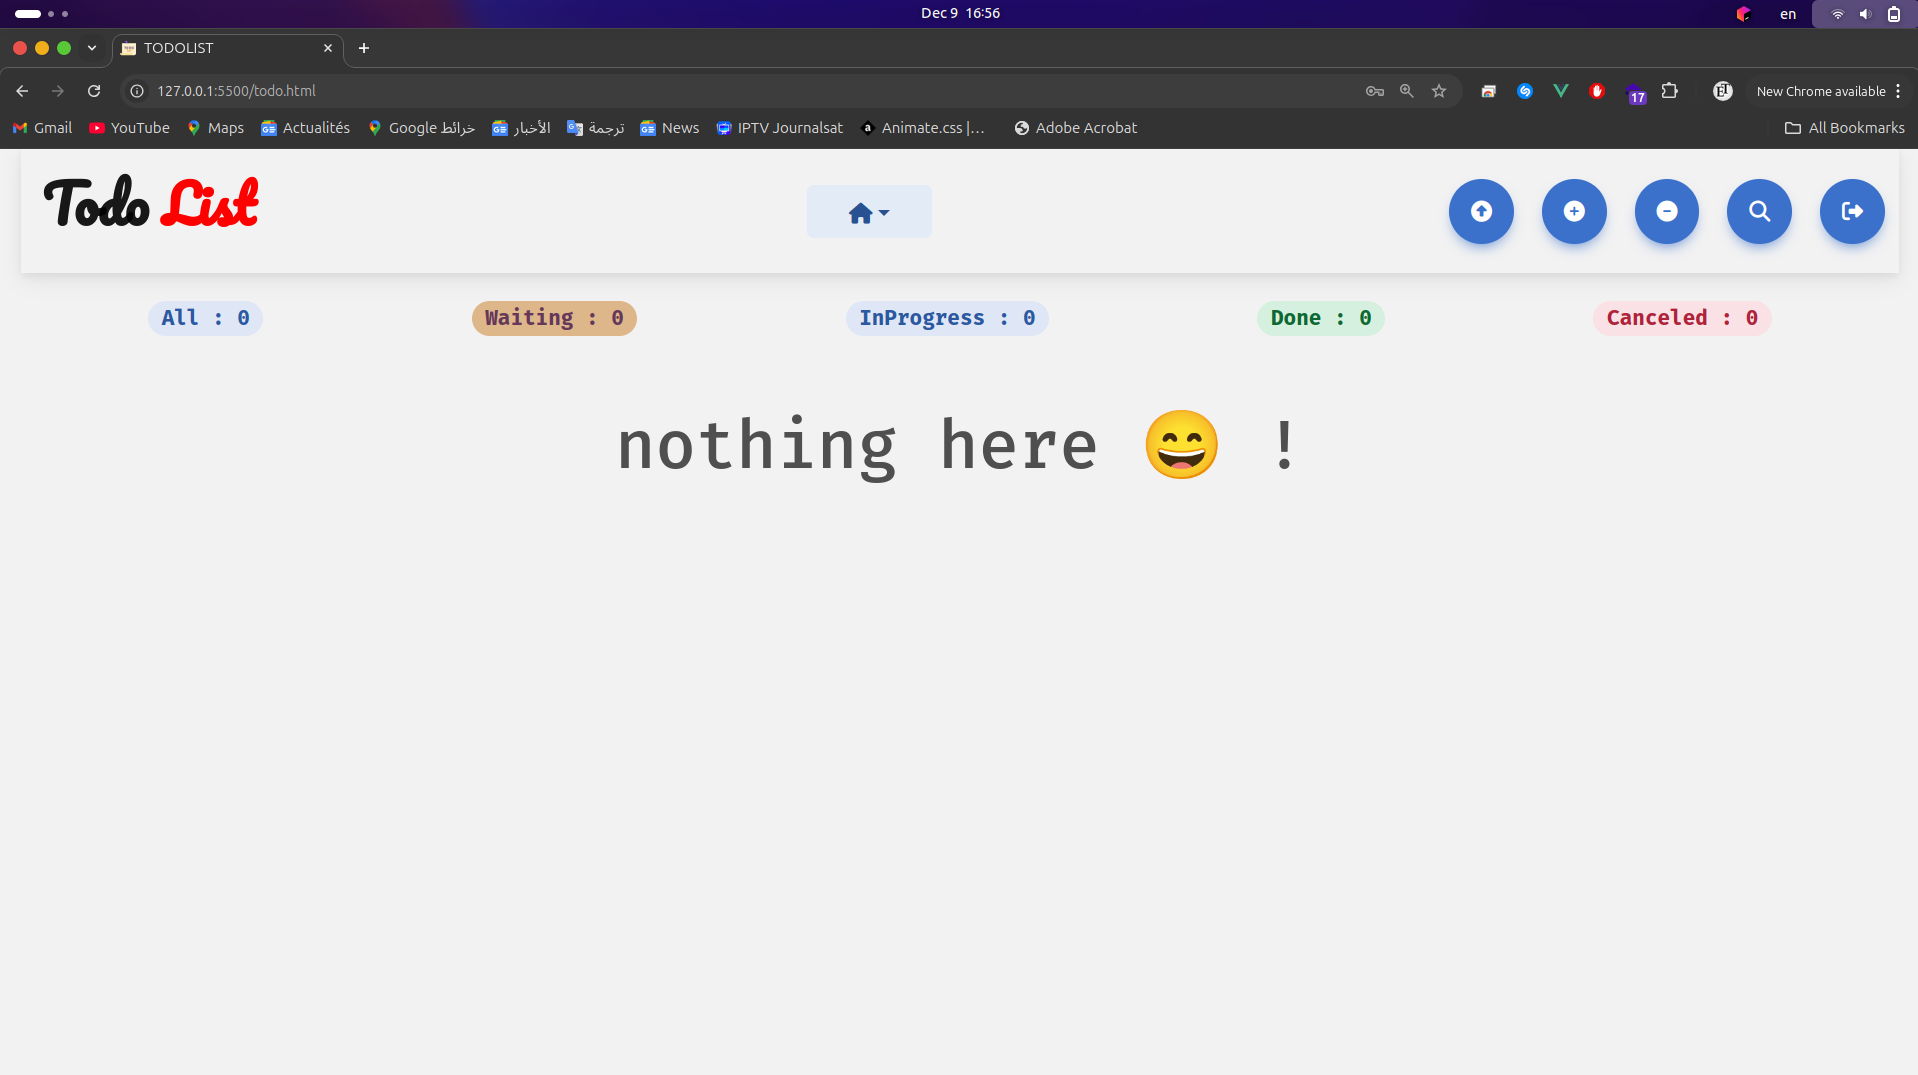 Dec 9 16:56
en
TODOLIST
127.0.0.1:5500/todo.html
17
New Chrome available
Gmail
YouTube
Maps
Actualités
Google خرائط
الأخبار
ترجمة
News
IPTV Journalsat
Animate.css |...
Adobe Acrobat
All Bookmarks
Todo List
All : 0
Waiting : 0
InProgress : 0
Done : 0
Canceled : 0
nothing here 😄 !